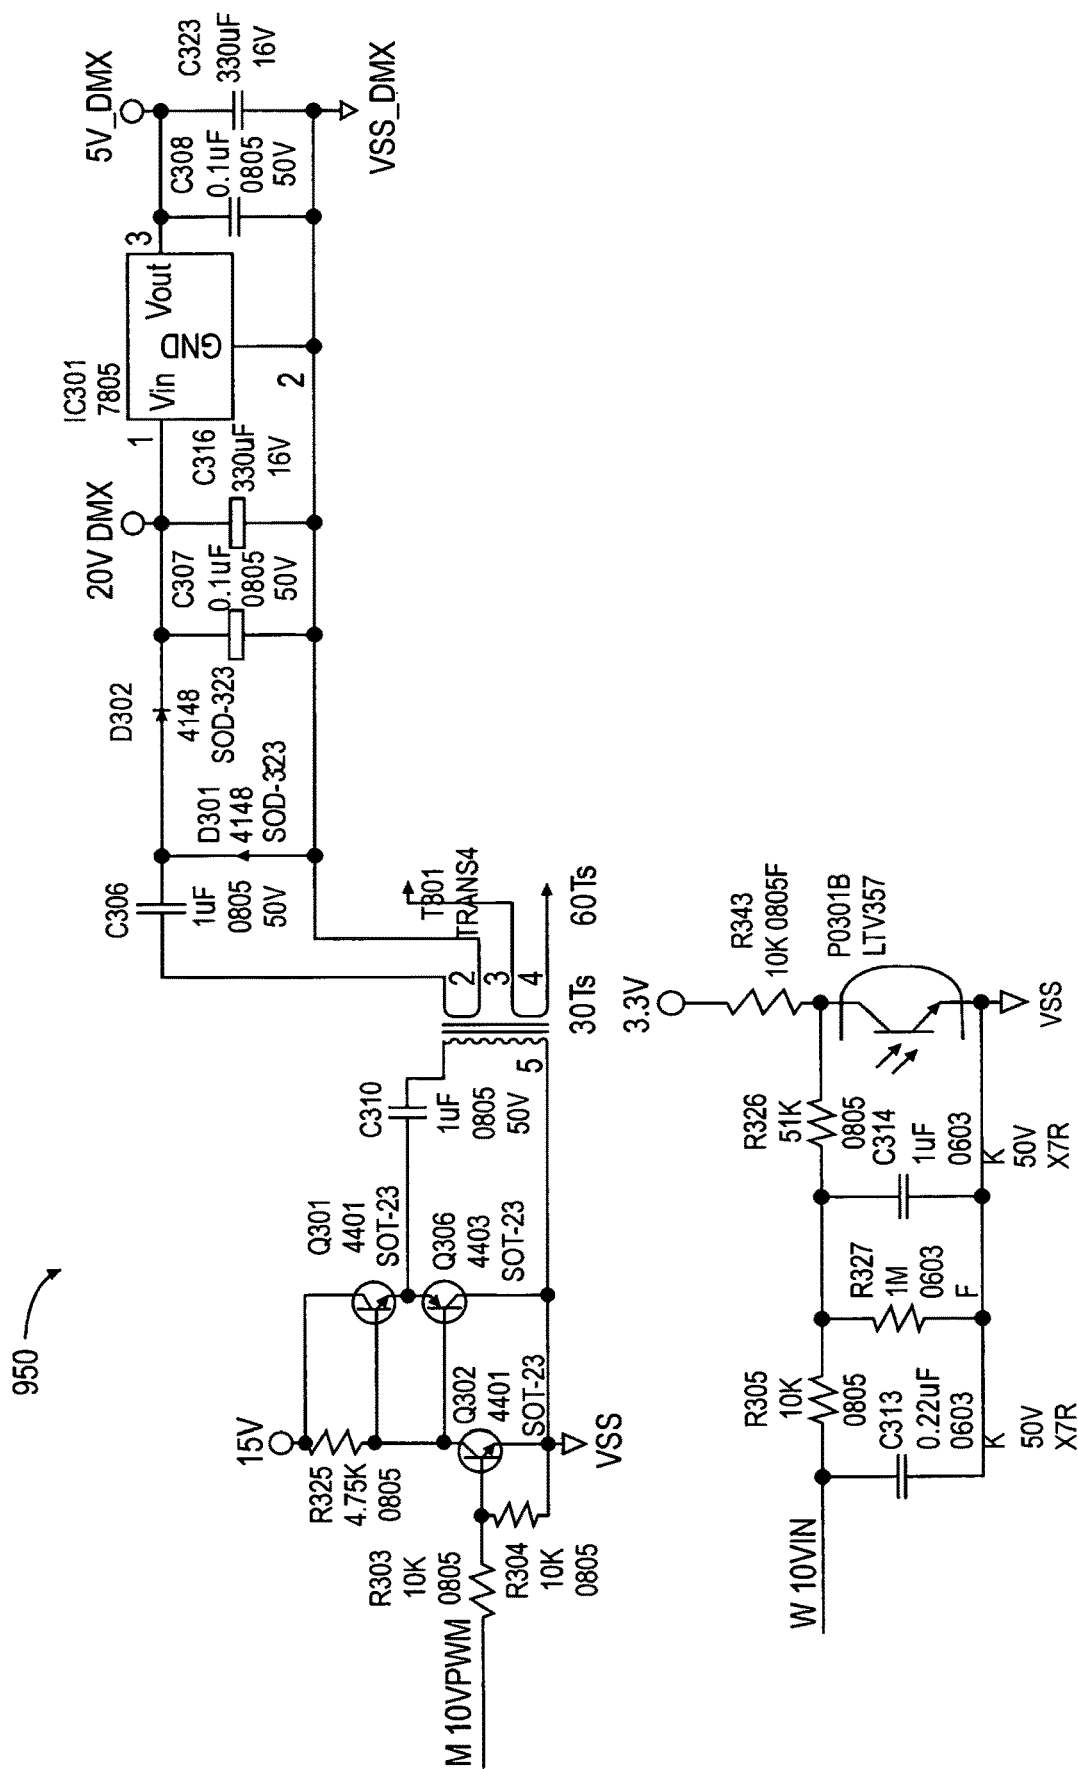 950
M 10VPWM
R303
10K
0805
R304
10K
0805
15V
R325
4.75K
0805
Q302
4401
SOT-23
VSS
Q301
4401
SOT-23
Q306
4403
SOT-23
C310
1uF
0805
50V
5
2
3
4
30Ts
60Ts
T301
TRANS4
C306
1uF
0805
50V
D301
4148
SOD-323
D302
4148
SOD-323
20V DMX
C307
0.1uF
0805
50V
C316
330uF
16V
IC301
7805
1
Vin
GND
Vout
2
3
5V_DMX
C308
0.1uF
0805
50V
C323
330uF
16V
VSS_DMX
W 10VIN
R305
10K
0805
C313
0.22uF
0603
K
50V
X7R
R327
1M
0603
F
R326
51K
0805
C314
1uF
0603
K
50V
X7R
3.3V
R343
10K 0805F
P0301B
LTV357
VSS